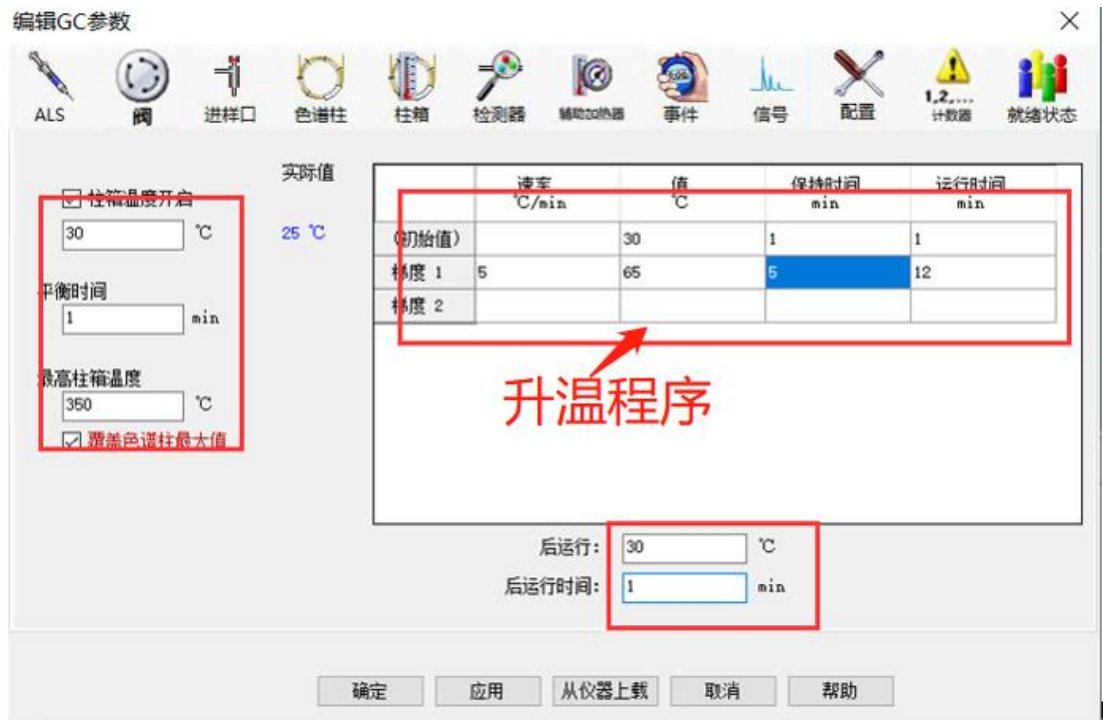 编辑GC参数
ALS 阀 进样口 色谱柱 柱箱 检测器 辅助加热器 事件 信号 配置 计数器 就绪状态
1,2,...
实际值
柱箱温度开启
30 ℃ 25 ℃
平衡时间
1 min
最高柱箱温度
350 ℃
覆盖色谱柱最大值
速率 值 保持时间 运行时间
℃/min ℃ min min
(初始值) 30 1 1
梯度 1 5 65 5 12
梯度 2
升温程序
后运行: 30 ℃
后运行时间: 1 min
确定 应用 从仪器上载 取消 帮助